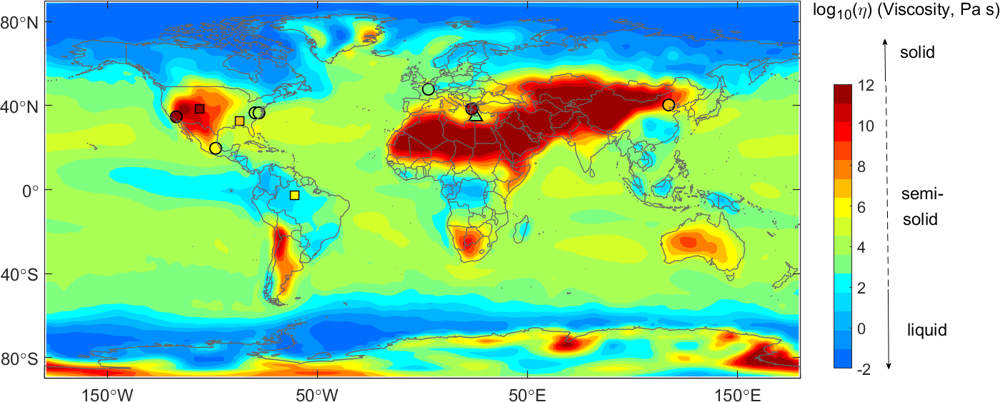 log10(η) (Viscosity, Pa s)
80°N
40°N
0°
40°S
80°S
150°W
50°W
50°E
150°E
12
10
8
6
4
2
0
-2
solid
semi-
solid
liquid